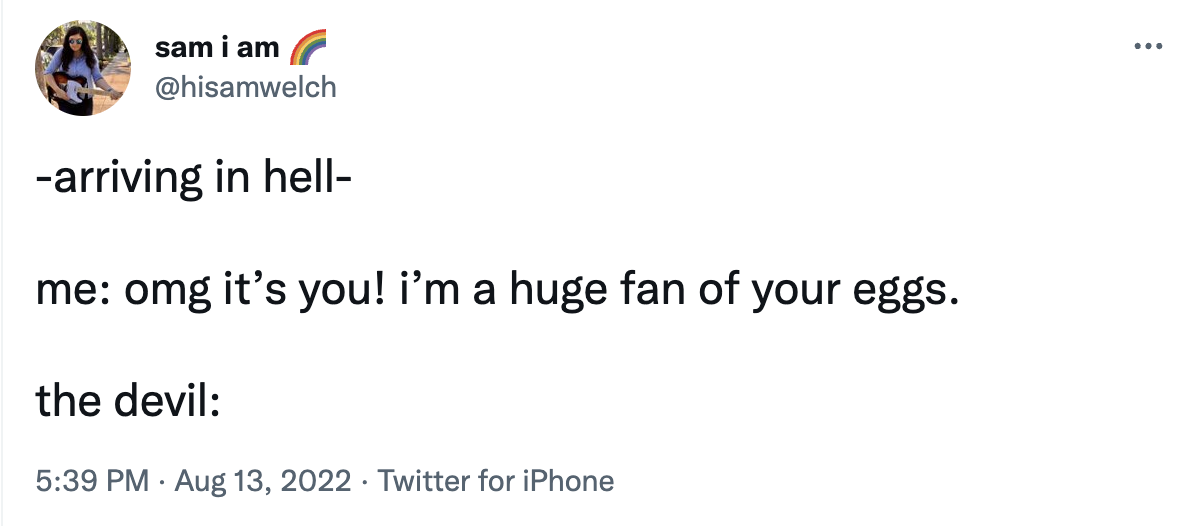 sam i am 🌈
@hisamwelch
-arriving in hell-
me: omg it’s you! i’m a huge fan of your eggs.
the devil:
5:39 PM · Aug 13, 2022 · Twitter for iPhone